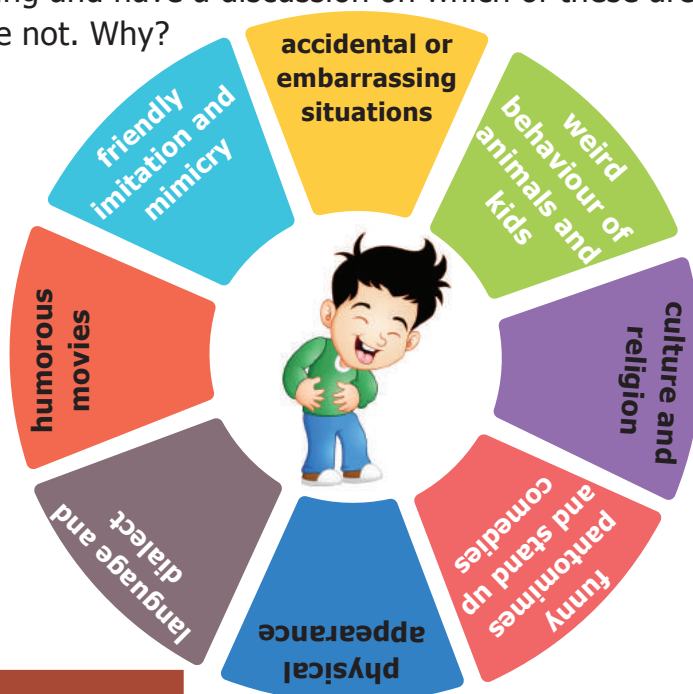 ing and have a discussion on which of these are
e not. Why?
accidental or
embarrassing
situations
weird
behaviour of
animals and
kids
culture and
religion
funny
pantomimes
and stand up
comedies
physical
appearance
language and
dialect
humorous
movies
friendly
imitation and
mimicry